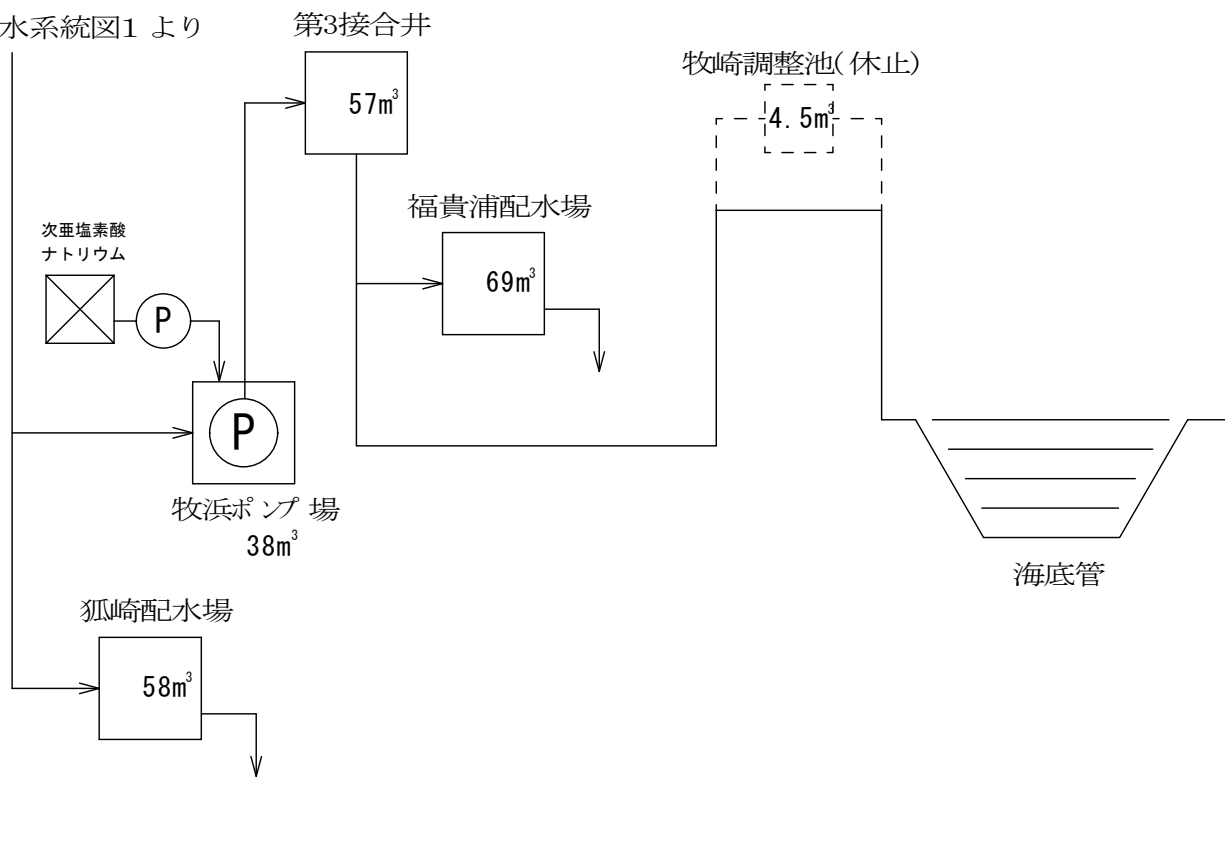 水系統図1 より
第3接合井
57m³
牧崎調整池(休止)
4.5m³
福貴浦配水場
69m³
次亜塩素酸
ナトリウム
P
P
牧浜ポンプ 場
38m³
海底管
狐崎配水場
58m³